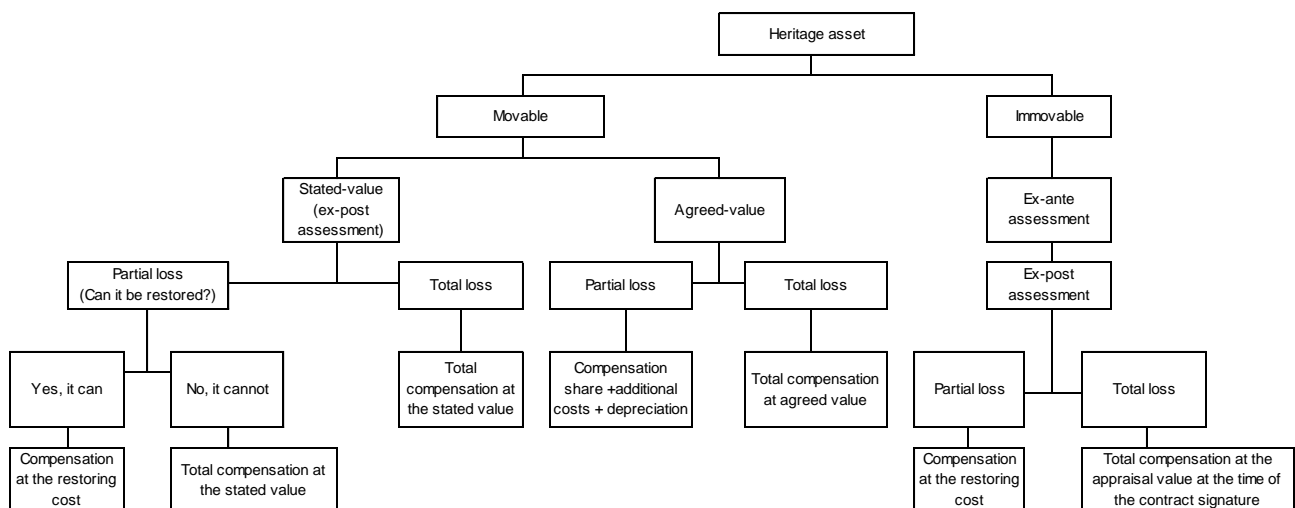 Heritage asset
Movable
Immovable
Stated-value
(ex-post
assessment)
Agreed-value
Ex-ante
assessment
Partial loss
(Can it be restored?)
Total loss
Partial loss
Total loss
Ex-post
assessment
Yes, it can
No, it cannot
Total
compensation at
the stated value
Compensation
share +additional
costs + depreciation
Total compensation
at agreed value
Partial loss
Total loss
Compensation
at the restoring
cost
Total compensation at
the stated value
Compensation
at the restoring
cost
Total compensation at the
appraisal value at the time of
the contract signature